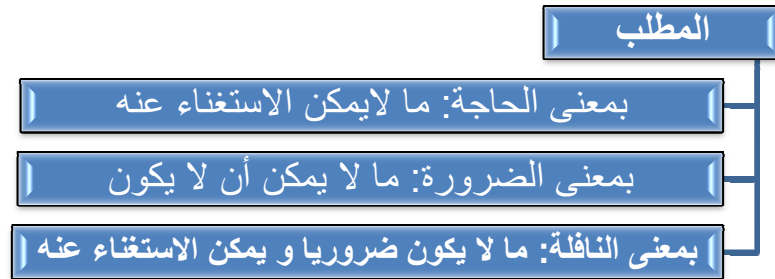 المطلب
بمعنى الحاجة: ما لايمكن الاستغناء عنه
بمعنى الضرورة: ما لا يمكن أن لا يكون
بمعنى النافلة: ما لا يكون ضروريا و يمكن الاستغناء عنه